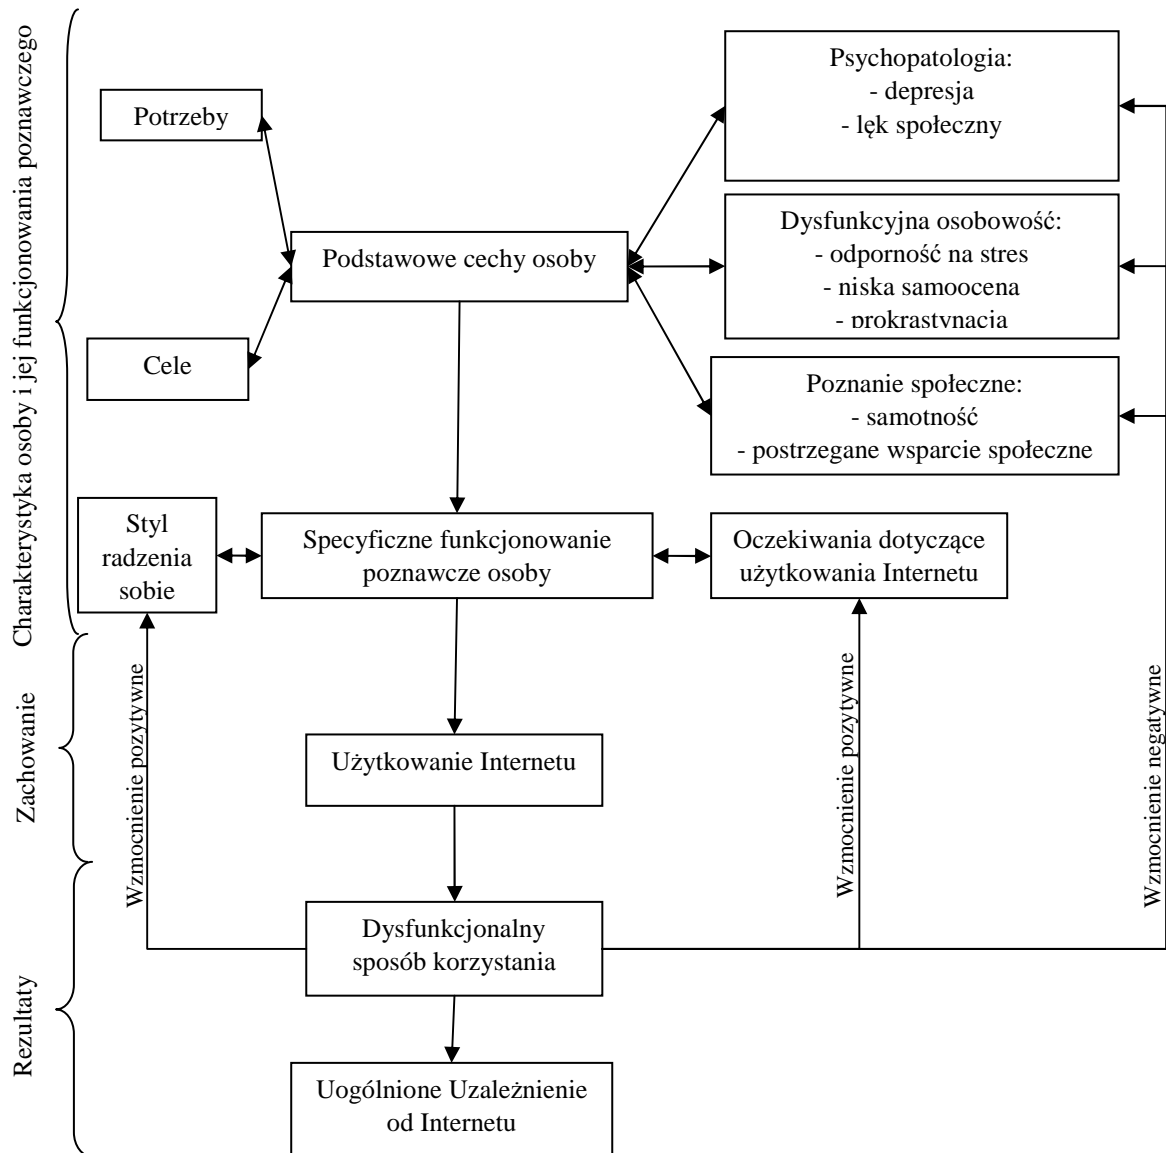 Charakterystyka osoby i jej funkcjonowania poznawczego
Potrzeby
Psychopatologia:
- depresja
- lęk społeczny
Podstawowe cechy osoby
Dysfunkcyjna osobowość:
- odporność na stres
- niska samoocena
- prokrastynacja
Cele
Poznanie społeczne:
- samotność
- postrzegane wsparcie społeczne
Styl
radzenia
sobie
Specyficzne funkcjonowanie
poznawcze osoby
Oczekiwania dotyczące
użytkowania Internetu
Zachowanie
Wzmocnienie pozytywne
Użytkowanie Internetu
Wzmocnienie pozytywne
Wzmocnienie negatywne
Rezultaty
Dysfunkcjonalny
sposób korzystania
Uogólnione Uzależnienie
od Internetu